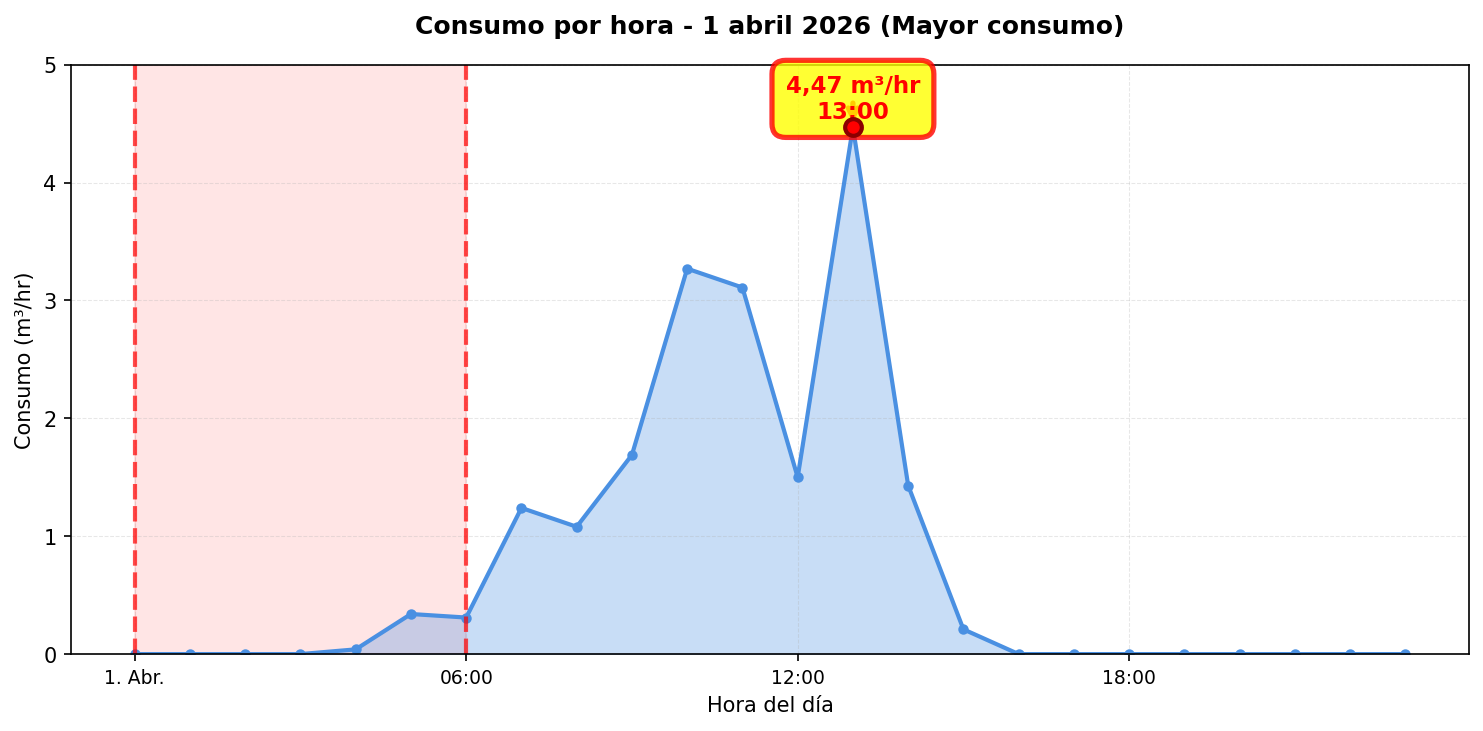 Consumo por hora - 1 abril 2026 (Mayor consumo)
4,47 m³/hr
13:00
5
4
3
2
1
0
Consumo (m³/hr)
1. Abr.
06:00
12:00
18:00
Hora del día